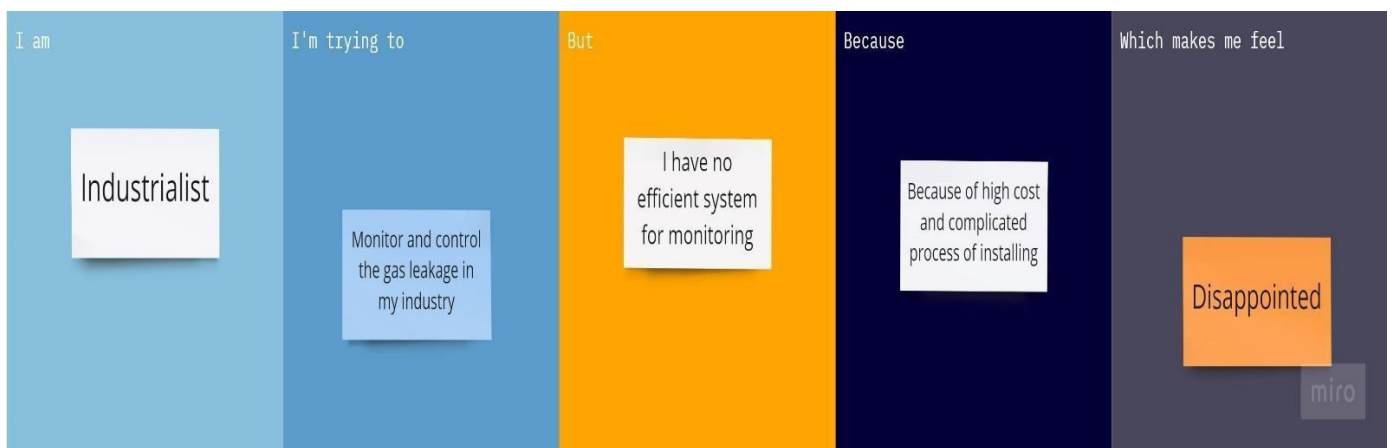 I am
Industrialist
I'm trying to
Monitor and control
the gas leakage in
my industry
But
I have no
efficient system
for monitoring
Because
Because of high cost
and complicated
process of installing
Which makes me feel
Disappointed
miro